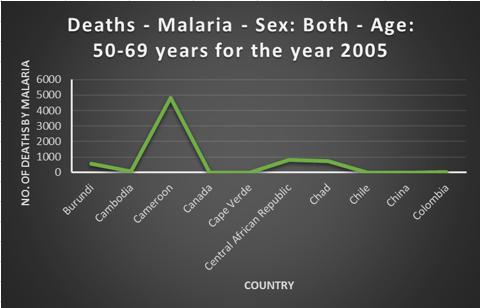 Deaths - Malaria - Sex: Both - Age:
50-69 years for the year 2005
NO. OF DEATHS BY MALARIA
6000
5000
4000
3000
2000
1000
0
Burundi
Cambodia
Cameroon
Canada
Cape Verde
Central African Republic
Chad
Chile
China
Colombia
COUNTRY